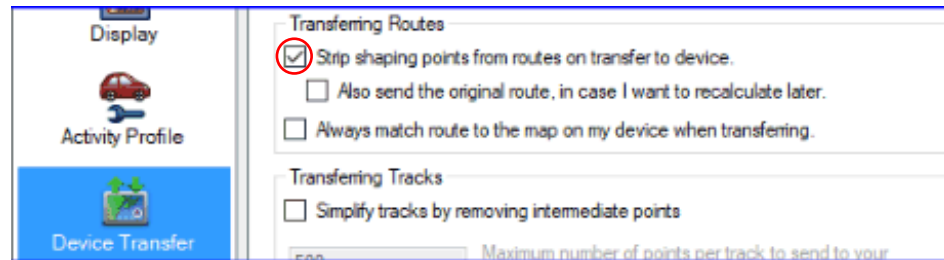 Display
Activity Profile
Device Transfer
Transferring Routes
Strip shaping points from routes on transfer to device.
Also send the original route, in case I want to recalculate later.
Always match route to the map on my device when transferring.
Transferring Tracks
Simplify tracks by removing intermediate points
500
Maximum number of points per track to send to your